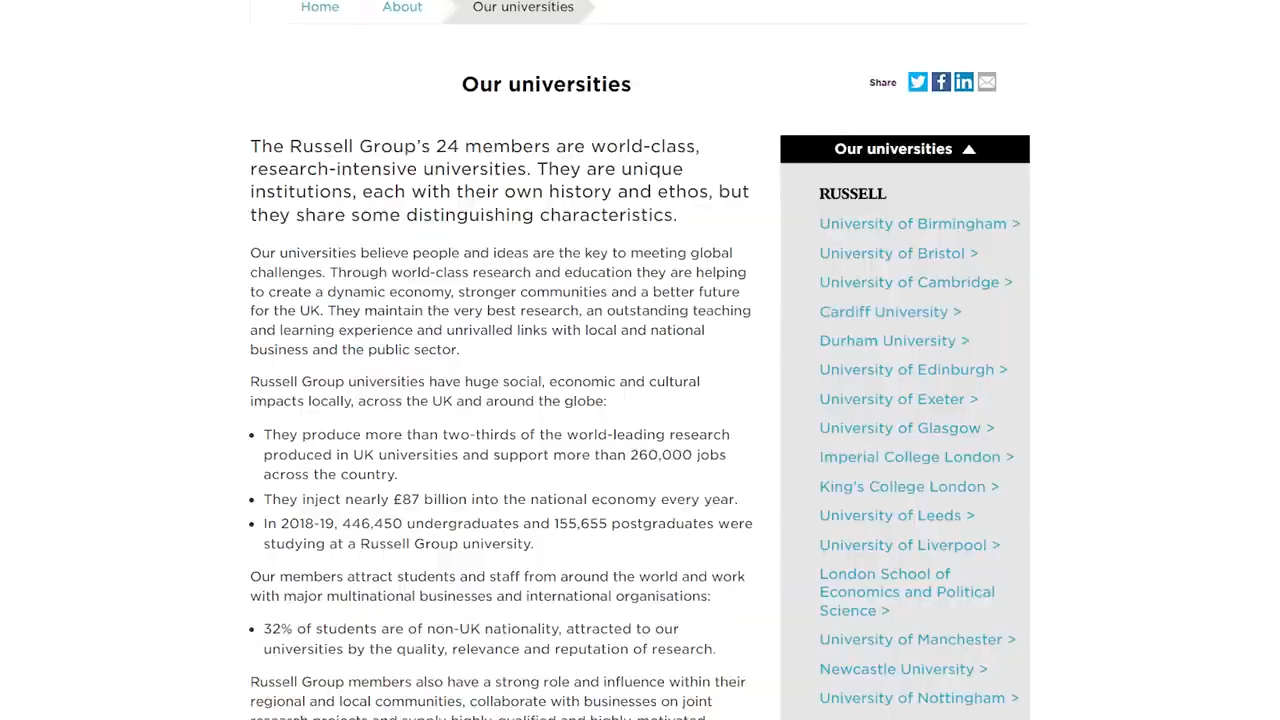 Home About Our universities
Our universities
Share
The Russell Group's 24 members are world-class,
research-intensive universities. They are unique
institutions, each with their own history and ethos, but
they share some distinguishing characteristics.
Our universities believe people and ideas are the key to meeting global
challenges. Through world-class research and education they are helping
to create a dynamic economy, stronger communities and a better future
for the UK. They maintain the very best research, an outstanding teaching
and learning experience and unrivalled links with local and national
business and the public sector.
Russell Group universities have huge social, economic and cultural
impacts locally, across the UK and around the globe:
• They produce more than two-thirds of the world-leading research
produced in UK universities and support more than 260,000 jobs
across the country.
• They inject nearly £87 billion into the national economy every year.
• In 2018-19, 446,450 undergraduates and 155,655 postgraduates were
studying at a Russell Group university.
Our members attract students and staff from around the world and work
with major multinational businesses and international organisations:
• 32% of students are of non-UK nationality, attracted to our
universities by the quality, relevance and reputation of research.
Russell Group members also have a strong role and influence within their
regional and local communities, collaborate with businesses on joint
research projects and supply highly-qualified and highly-motivated
Our universities ▲
RUSSELL
University of Birmingham >
University of Bristol >
University of Cambridge >
Cardiff University >
Durham University >
University of Edinburgh >
University of Exeter >
University of Glasgow >
Imperial College London >
King's College London >
University of Leeds >
University of Liverpool >
London School of
Economics and Political
Science >
University of Manchester >
Newcastle University >
University of Nottingham >